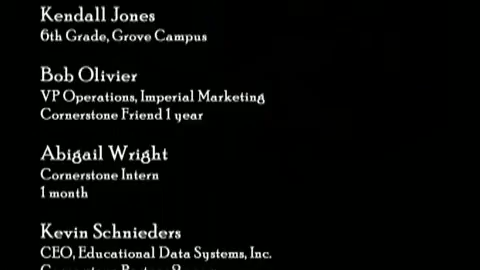 Kendall Jones
6th Grade, Grove Campus
Bob Olivier
VP Operations, Imperial Marketing
Cornerstone Friend 1 year
Abigail Wright
Cornerstone Intern
1 month
Kevin Schnieders
CEO, Educational Data Systems, Inc.